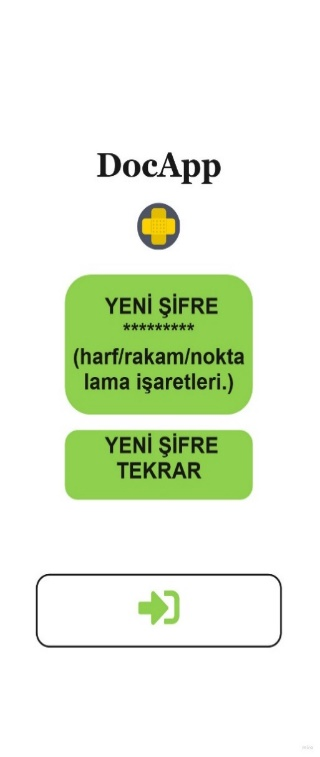 DocApp
YENİ ŞİFRE
*********
(harf/rakam/nokta
lama işaretleri.)
YENİ ŞİFRE
TEKRAR